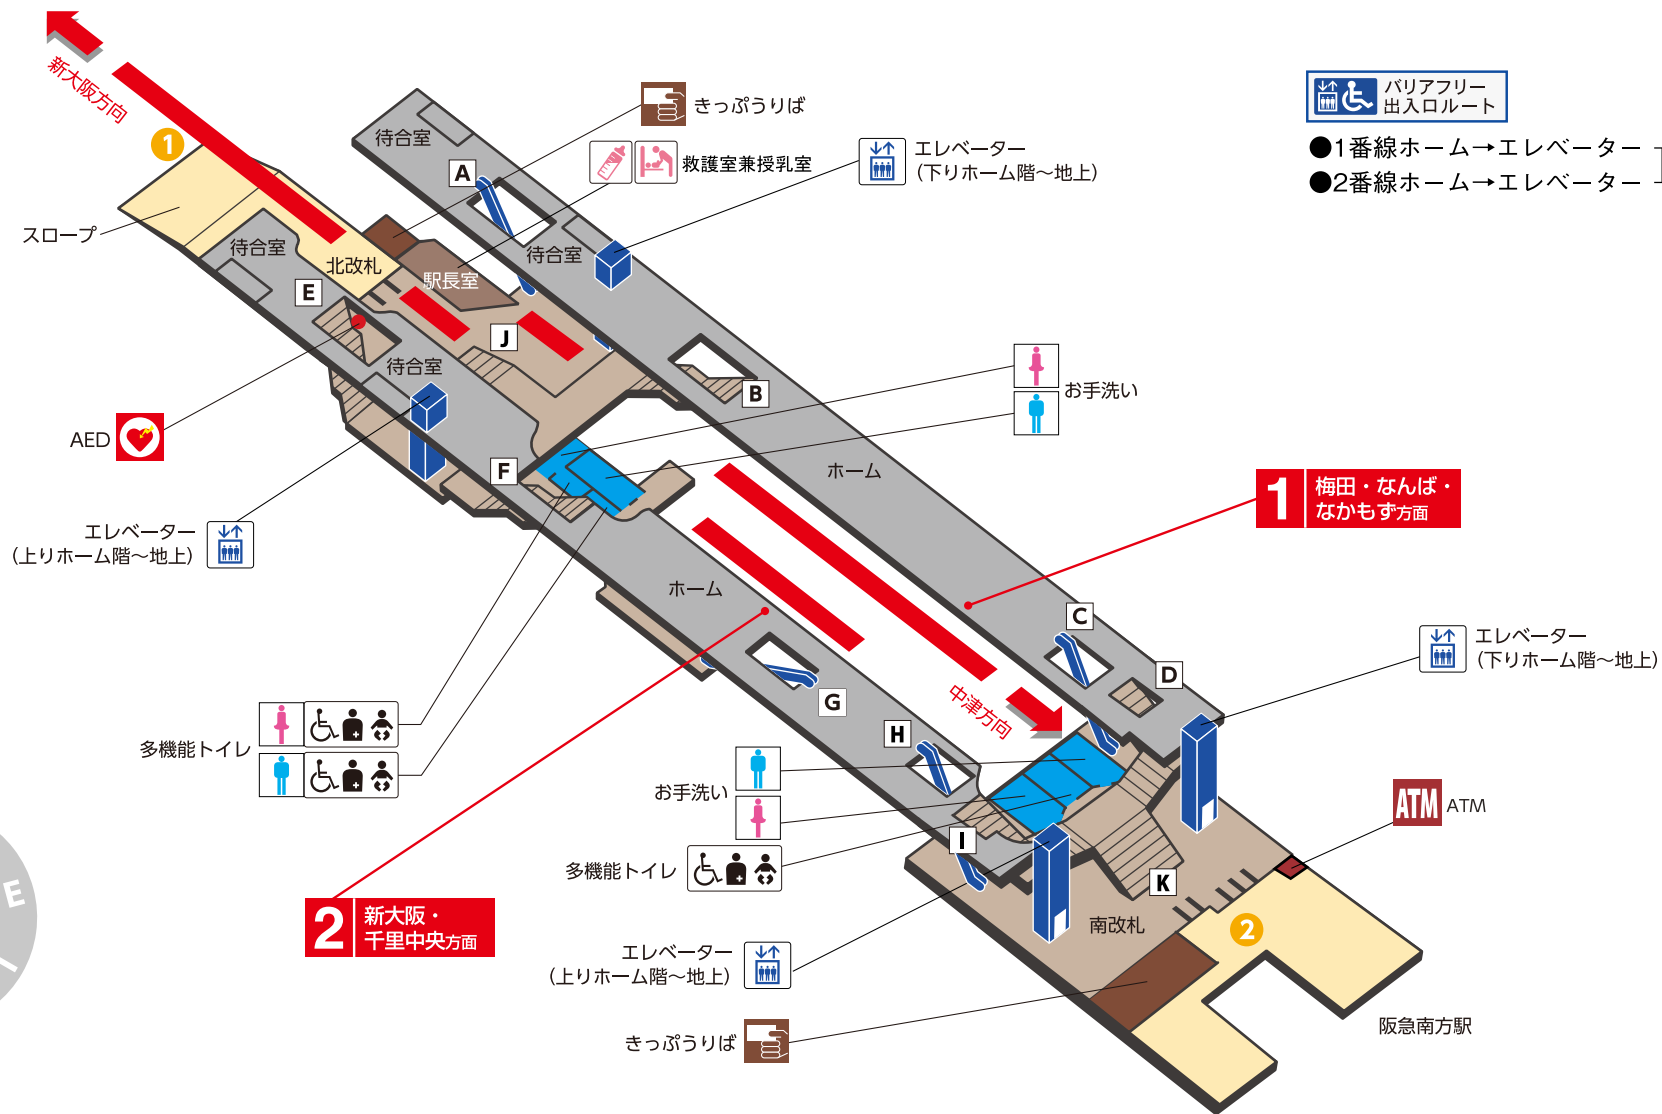 新大阪方向
1
スロープ
待合室
北改札
E
AED
エレベーター
(上りホーム階～地上)
きっぷうりば
救護室兼授乳室
駅長室
J
待合室
F
待合室
A
待合室
エレベーター
(下りホーム階～地上)
バリアフリー
出入口ルート
●1番線ホーム→エレベーター
●2番線ホーム→エレベーター
B
お手洗い
ホーム
1 梅田・なんば・
なかもず方面
ホーム
C
D
エレベーター
(下りホーム階～地上)
中津方向
G
H
多機能トイレ
お手洗い
多機能トイレ
I
K
ATM ATM
2 新大阪・
千里中央方面
南改札
2
エレベーター
(上りホーム階～地上)
きっぷうりば
阪急南方駅
E